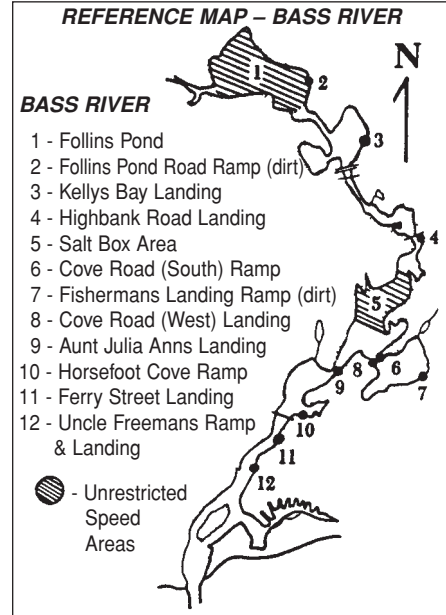 REFERENCE MAP – BASS RIVER
N
BASS RIVER
1 - Follins Pond
2 - Follins Pond Road Ramp (dirt)
3 - Kellys Bay Landing
4 - Highbank Road Landing
5 - Salt Box Area
6 - Cove Road (South) Ramp
7 - Fishermans Landing Ramp (dirt)
8 - Cove Road (West) Landing
9 - Aunt Julia Anns Landing
10 - Horsefoot Cove Ramp
11 - Ferry Street Landing
12 - Uncle Freemans Ramp
& Landing
- Unrestricted
Speed
Areas
1
2
3
4
5
6
7
8
9
10
11
12